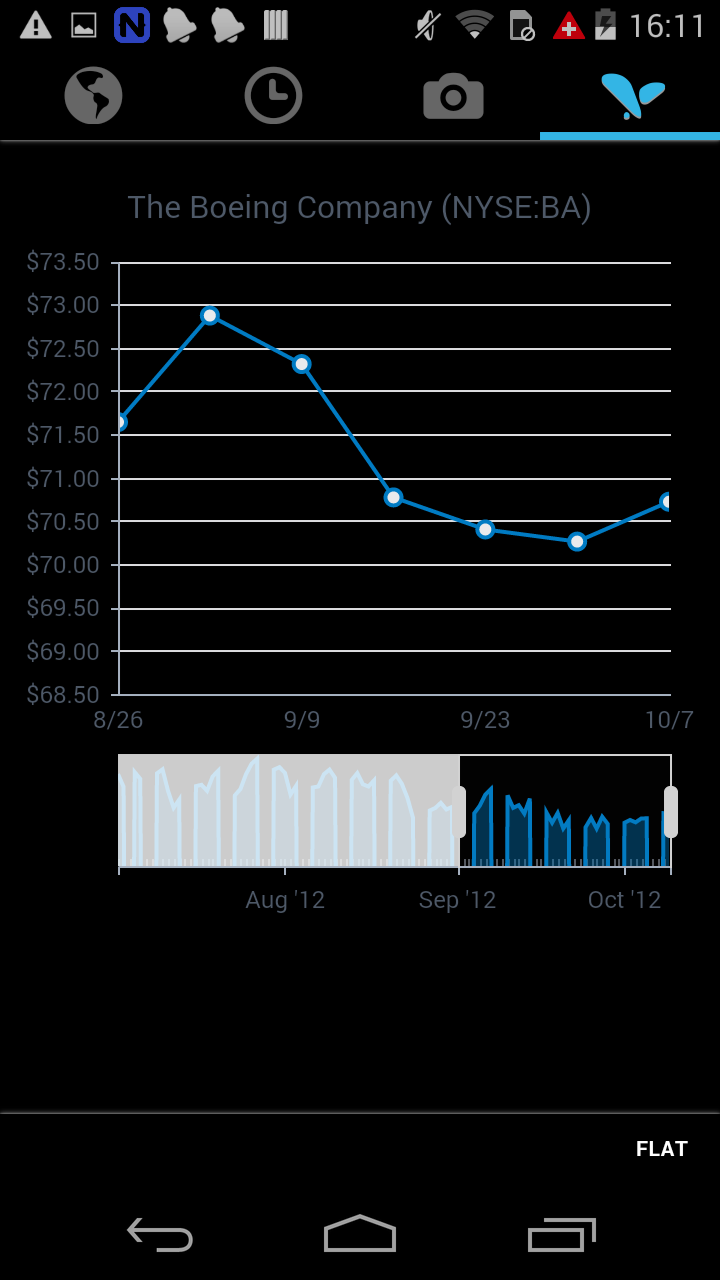 N
16:11
The Boeing Company (NYSE:BA)
$73.50
$73.00
$72.50
$72.00
$71.50
$71.00
$70.50
$70.00
$69.50
$69.00
$68.50
8/26 9/9 9/23 10/7
Aug '12 Sep '12 Oct '12
FLAT